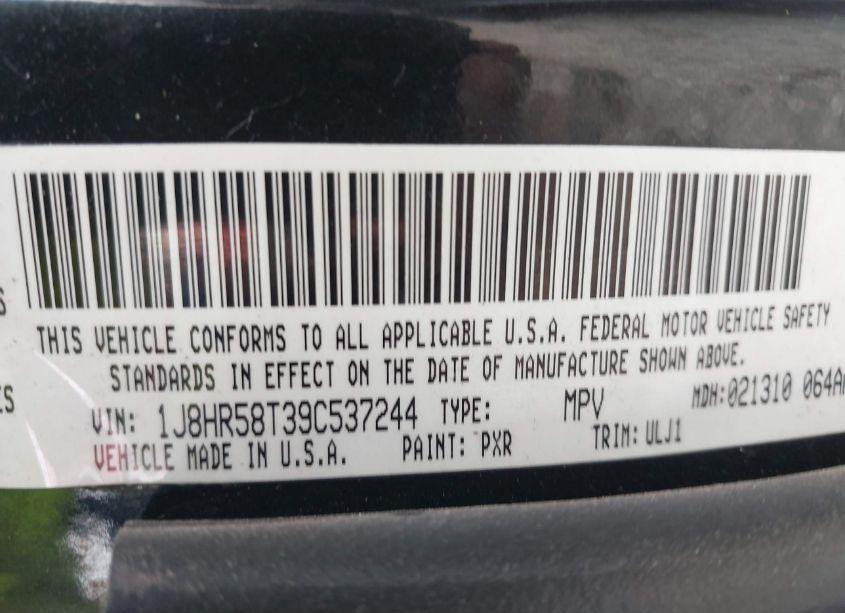 THIS VEHICLE CONFORMS TO ALL APPLICABLE U.S.A. FEDERAL MOTOR VEHICLE SAFETY
STANDARDS IN EFFECT ON THE DATE OF MANUFACTURE SHOWN ABOVE.
VIN: 1J8HR58T39C537244 TYPE: MPV MDH:021310 064A
VEHICLE MADE IN U.S.A. PAINT: PXR TRIM: ULJ1